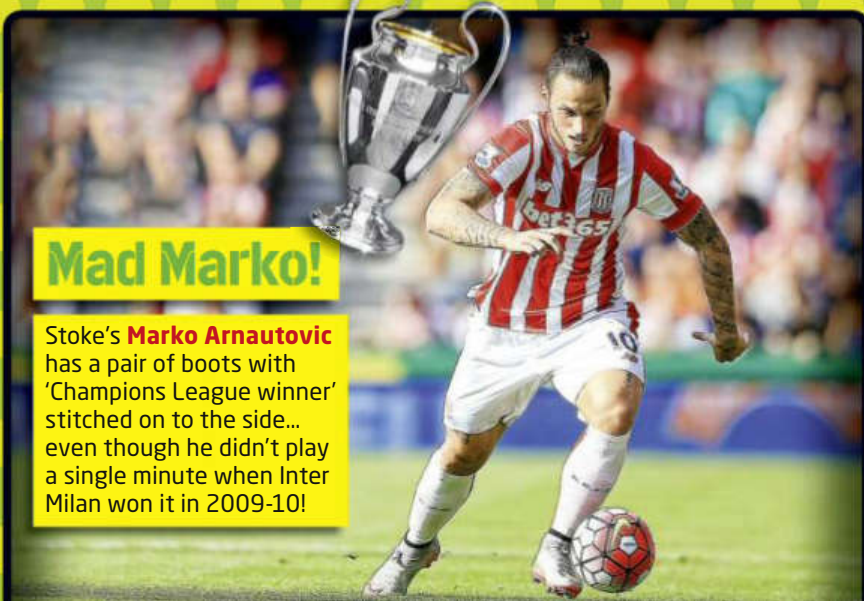 Mad Marko!
Stoke's Marko Arnautovic
has a pair of boots with
'Champions League winner'
stitched on to the side...
even though he didn't play
a single minute when Inter
Milan won it in 2009-10!
3
bet365
10